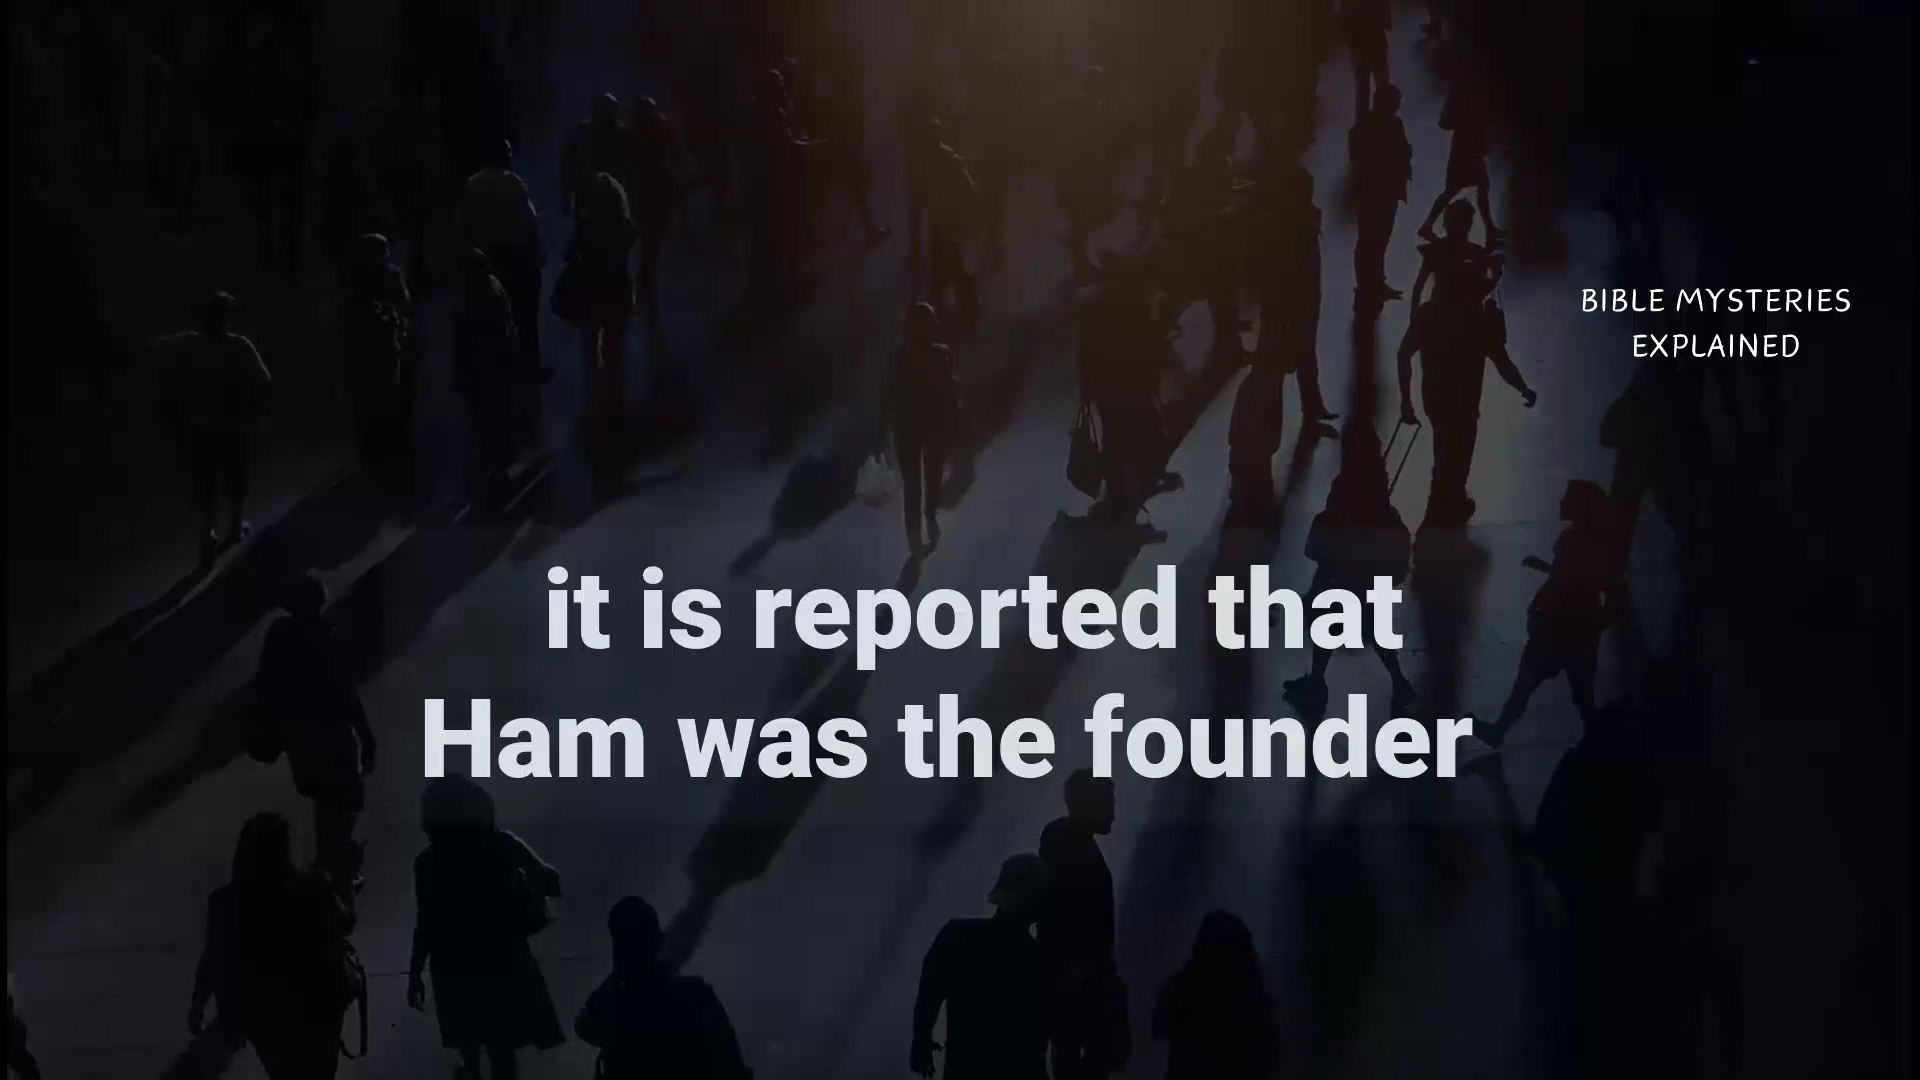 BIBLE MYSTERIES
EXPLAINED
it is reported that
Ham was the founder